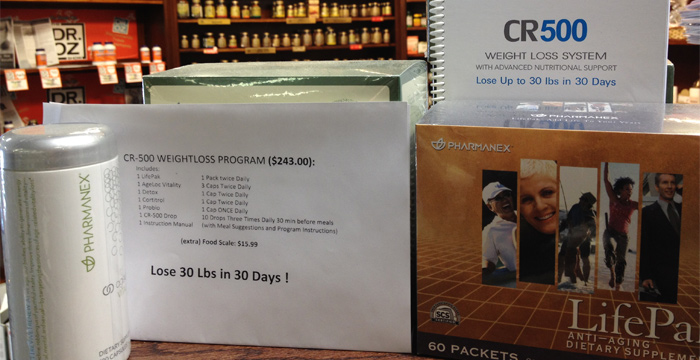 DR.
OZ
DR.
DR.
OZ
CR500
WEIGHT LOSS SYSTEM
WITH ADVANCED NUTRITIONAL SUPPORT
Lose Up to 30 lbs in 30 Days
CR-500 WEIGHTLOSS PROGRAM ($243.00):
Includes:
1 LifePak 1 Pack twice Daily
1 AgeLoc Vitality 3 Caps Twice Daily
1 Detox 1 Cap Twice Daily
1 Cortitrol 1 Cap Twice Daily
1 ProBio 1 Cap ONCE Daily
1 CR-500 Drop 10 Drops Three Times Daily 30 min before meals
1 Instruction Manual (with Meal Suggestions and Program Instructions)
(extra) Food Scale: $15.99
Lose 30 Lbs in 30 Days !
PHARMANEX
DIETARY
PHARMANEX
LifePa
ANTI-AGING
DIETARY SUPPLEM
SCS
60 PACKETS